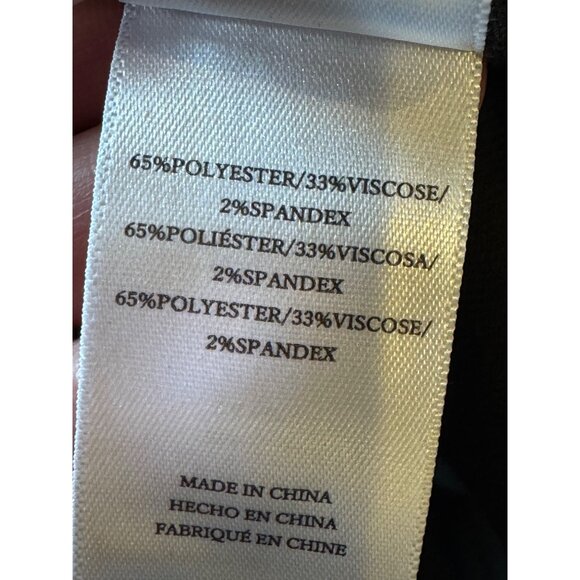 65%POLYESTER/33%VISCOSE/
2%SPANDEX
65%POLIÉSTER/33%VISCOSA/
2%SPANDEX
65%POLYESTER/33%VISCOSE/
2%SPANDEX
MADE IN CHINA
HECHO EN CHINA
FABRIQUÉ EN CHINE